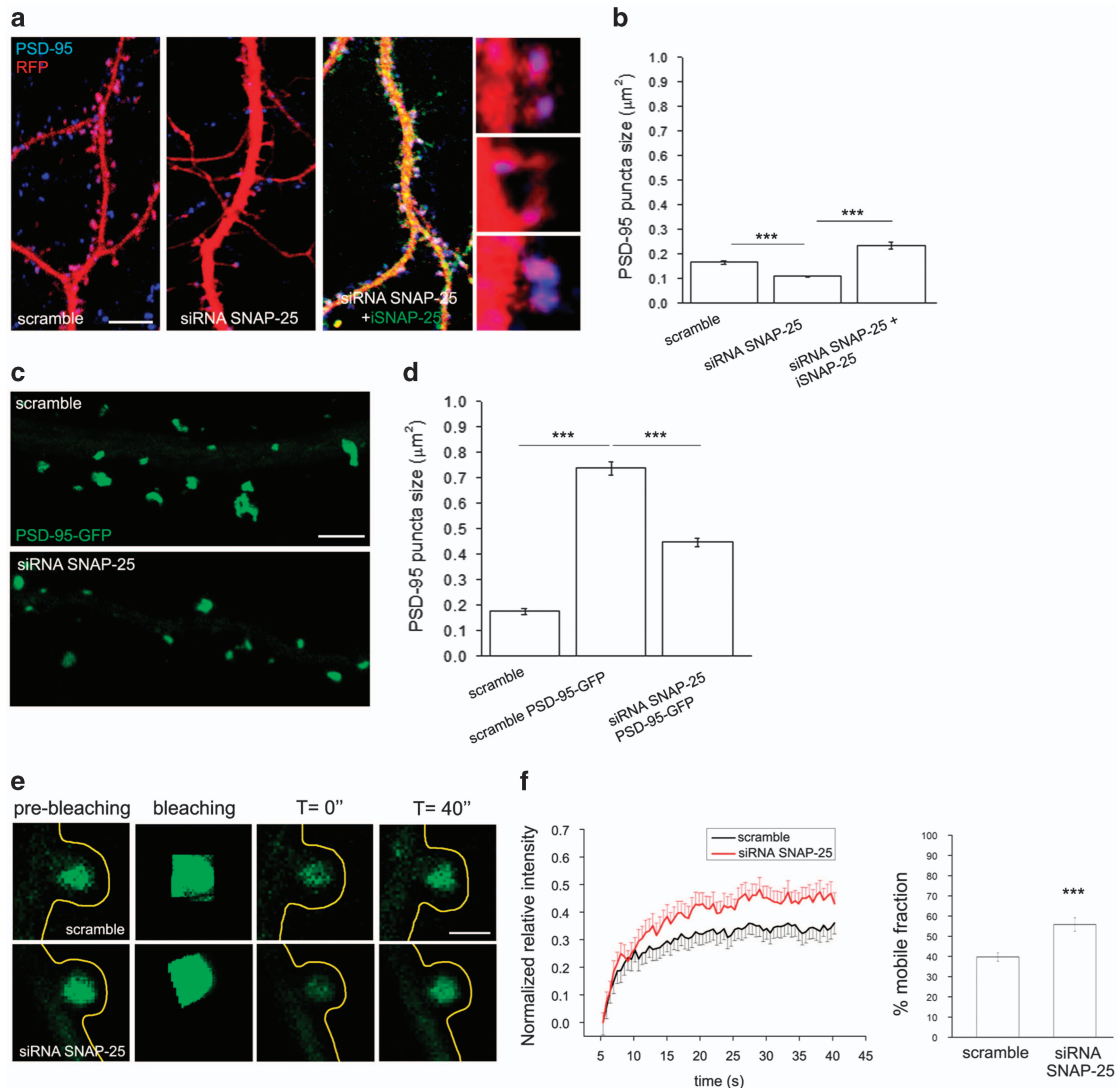 a
PSD-95
RFP
scramble
siRNA SNAP-25
siRNA SNAP-25
+iSNAP-25
b
PSD-95 puncta size (μm²)
1.0
0.9
0.8
0.7
0.6
0.5
0.4
0.3
0.2
0.1
0.0
***
***
scramble
siRNA SNAP-25
siRNA SNAP-25 +
iSNAP-25
c
scramble
PSD-95-GFP
siRNA SNAP-25
d
PSD-95 puncta size (μm²)
1.0
0.9
0.8
0.7
0.6
0.5
0.4
0.3
0.2
0.1
0.0
***
***
scramble
scramble PSD-95-GFP
siRNA SNAP-25
PSD-95-GFP
e
pre-bleaching
bleaching
T= 0’’
T= 40’’
scramble
siRNA SNAP-25
f
Normalized relative intensity
0.7
0.6
0.5
0.4
0.3
0.2
0.1
0.0
scramble
siRNA SNAP-25
5 10 15 20 25 30 35 40 45
time (s)
% mobile fraction
100
90
80
70
60
50
40
30
20
10
0
***
scramble
siRNA
SNAP-25